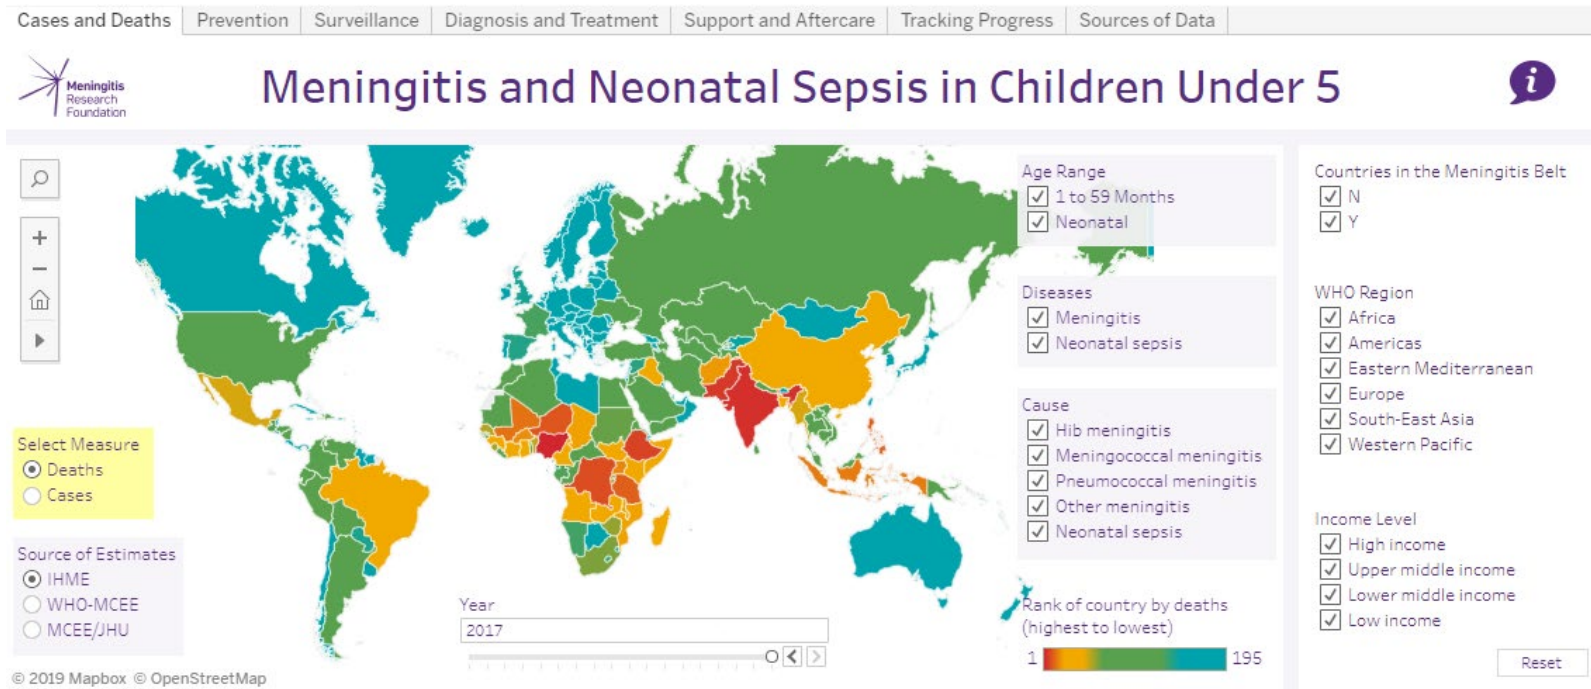 Cases and Deaths Prevention Surveillance Diagnosis and Treatment Support and Aftercare Tracking Progress Sources of Data
Meningitis
Research
Foundation
Meningitis and Neonatal Sepsis in Children Under 5
i
Age Range
1 to 59 Months
Neonatal
Diseases
Meningitis
Neonatal sepsis
Cause
Hib meningitis
Meningococcal meningitis
Pneumococcal meningitis
Other meningitis
Neonatal sepsis
Rank of country by deaths
(highest to lowest)
1 195
Countries in the Meningitis Belt
N
Y
WHO Region
Africa
Americas
Eastern Mediterranean
Europe
South-East Asia
Western Pacific
Income Level
High income
Upper middle income
Lower middle income
Low income
Reset
Select Measure
Deaths
Cases
Source of Estimates
IHME
WHO-MCEE
MCEE/JHU
Year
2017
© 2019 Mapbox © OpenStreetMap